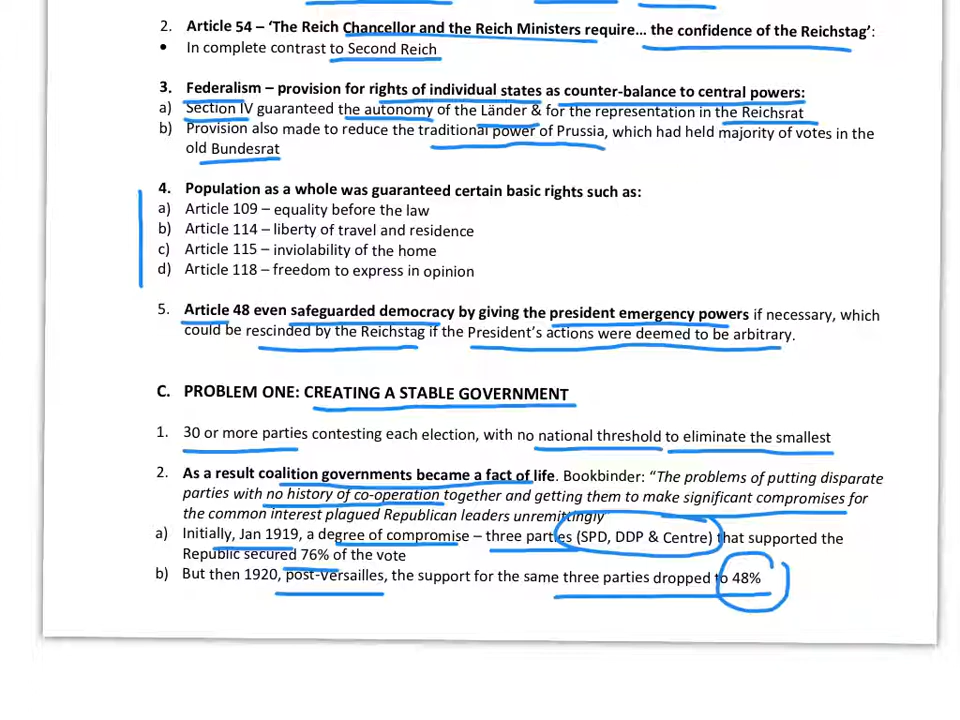 2. Article 54 – ‘The Reich Chancellor and the Reich Ministers require… the confidence of the Reichstag’:
• In complete contrast to Second Reich
3. Federalism – provision for rights of individual states as counter-balance to central powers:
a) Section IV guaranteed the autonomy of the Länder & for the representation in the Reichsrat
b) Provision also made to reduce the traditional power of Prussia, which had held majority of votes in the
old Bundesrat
4. Population as a whole was guaranteed certain basic rights such as:
a) Article 109 – equality before the law
b) Article 114 – liberty of travel and residence
c) Article 115 – inviolability of the home
d) Article 118 – freedom to express in opinion
5. Article 48 even safeguarded democracy by giving the president emergency powers if necessary, which
could be rescinded by the Reichstag if the President’s actions were deemed to be arbitrary.
C. PROBLEM ONE: CREATING A STABLE GOVERNMENT
1. 30 or more parties contesting each election, with no national threshold to eliminate the smallest
2. As a result coalition governments became a fact of life. Bookbinder: “The problems of putting disparate
parties with no history of co-operation together and getting them to make significant compromises for
the common interest plagued Republican leaders unremittingly”
a) Initially, Jan 1919, a degree of compromise – three parties (SPD, DDP & Centre) that supported the
Republic secured 76% of the vote
b) But then 1920, post-Versailles, the support for the same three parties dropped to 48%